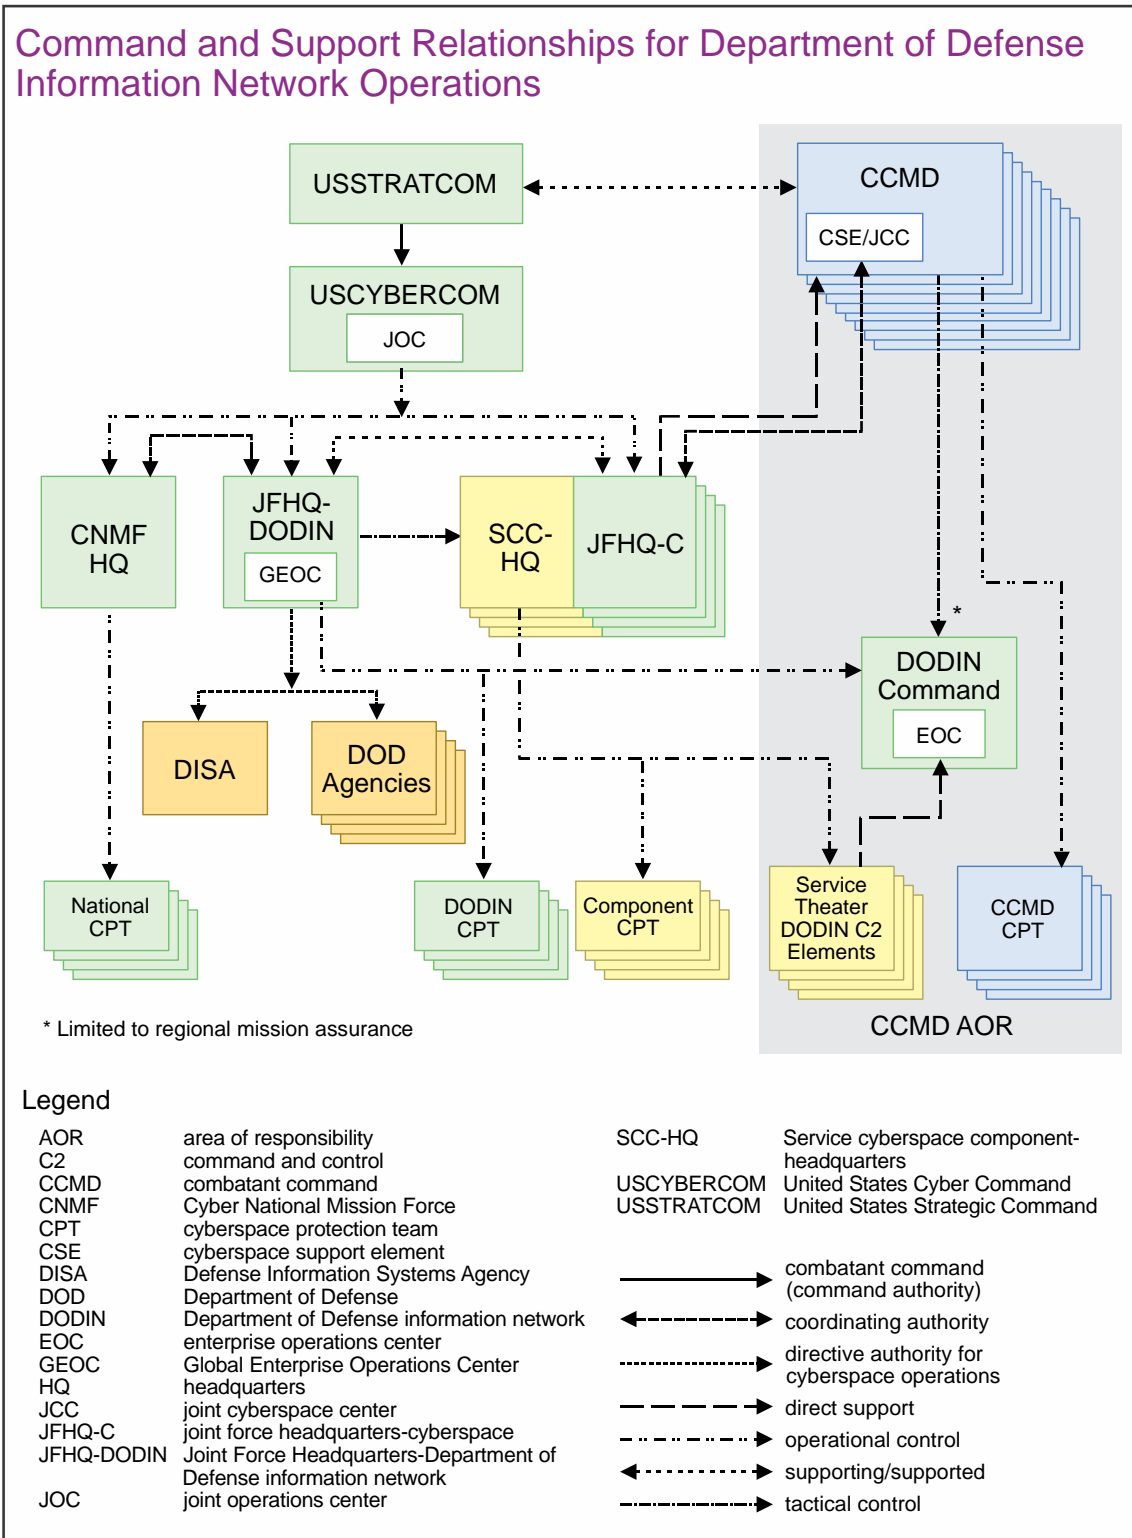 Command and Support Relationships for Department of Defense
Information Network Operations
USSTRATCOM
CCMD
CSE/JCC
USCYBERCOM
JOC
CNMF
HQ
JFHQ-
DODIN
GEOC
SCC-
HQ
JFHQ-C
*
DODIN
Command
EOC
DISA
DOD
Agencies
National
CPT
DODIN
CPT
Component
CPT
Service
Theater
DODIN C2
Elements
CCMD
CPT
* Limited to regional mission assurance
CCMD AOR
Legend
AOR area of responsibility
C2 command and control
CCMD combatant command
CNMF Cyber National Mission Force
CPT cyberspace protection team
CSE cyberspace support element
DISA Defense Information Systems Agency
DOD Department of Defense
DODIN Department of Defense information network
EOC enterprise operations center
GEOC Global Enterprise Operations Center
HQ headquarters
JCC joint cyberspace center
JFHQ-C joint force headquarters-cyberspace
JFHQ-DODIN Joint Force Headquarters-Department of
Defense information network
JOC joint operations center
SCC-HQ Service cyberspace component-
headquarters
USCYBERCOM United States Cyber Command
USSTRATCOM United States Strategic Command
combatant command
(command authority)
coordinating authority
directive authority for
cyberspace operations
direct support
operational control
supporting/supported
tactical control